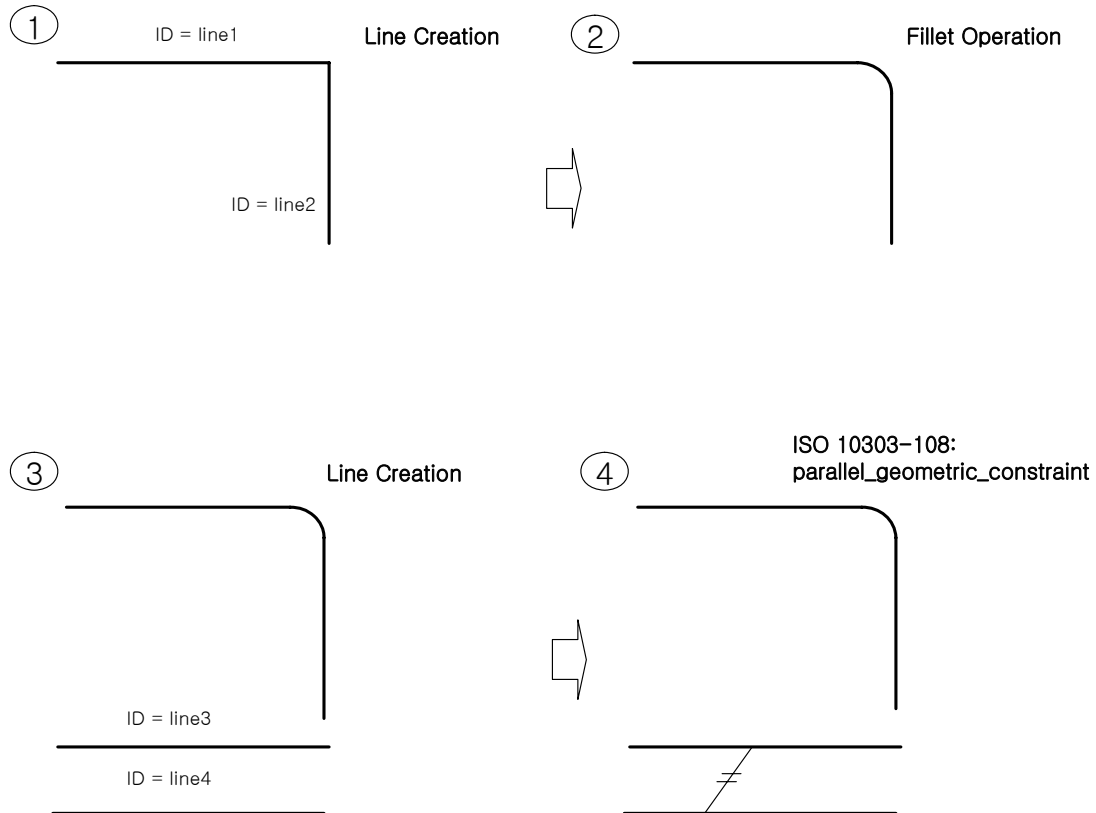 1
ID = line1
Line Creation
2
Fillet Operation
ID = line2
3
Line Creation
4
ISO 10303-108:
parallel_geometric_constraint
ID = line3
ID = line4